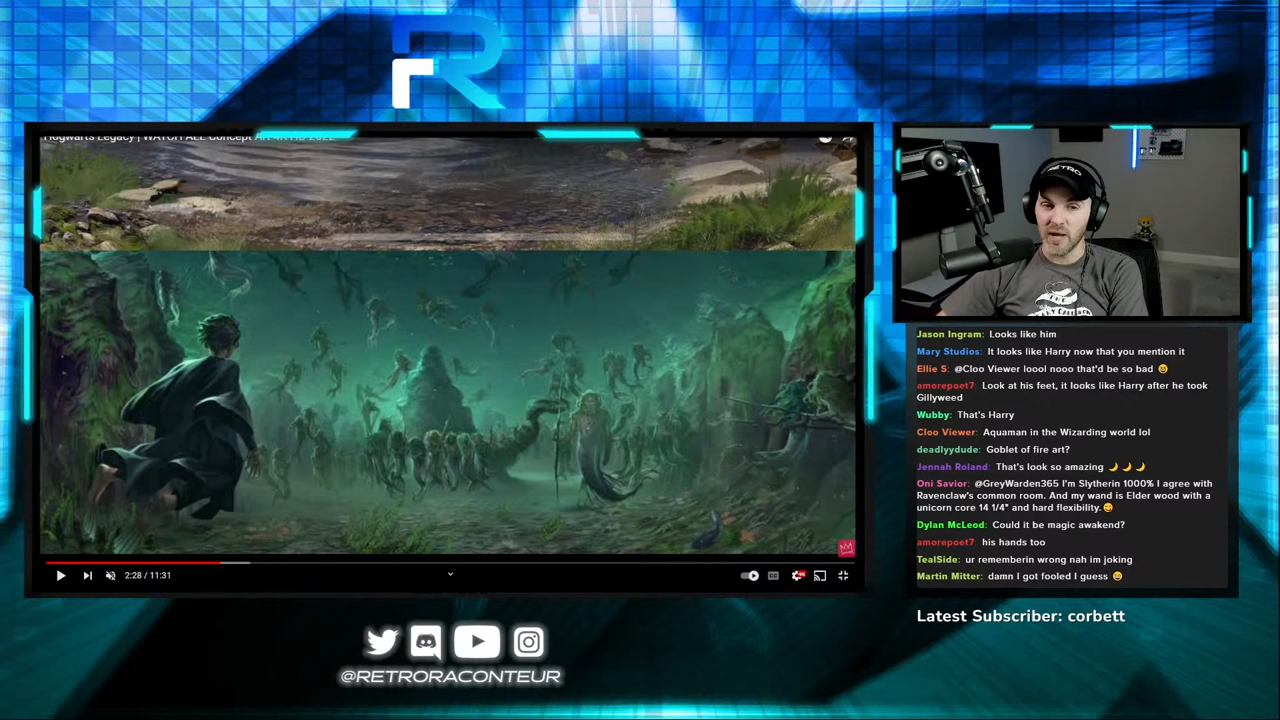 Hogwarts Legacy | WATCH ALL Concept Art 4K HD 2022
RETRO
Jason Ingram: Looks like him
Mary Studios: It looks like Harry now that you mention it
Ellie S: @Cloo Viewer loool nooo that'd be so bad 😆
amorepoet7: Look at his feet, it looks like Harry after he took
Gillyweed
Wubby: That's Harry
Cloo Viewer: Aquaman in the Wizarding world lol
deadlyydude: Goblet of fire art?
Jennah Roland: That's look so amazing 🌙 🌙 🌙
Oni Savior: @GreyWarden365 I'm Slytherin 1000% I agree with
Ravenclaw's common room. And my wand is Elder wood with a
unicorn core 14 1/4" and hard flexibility.😅
Dylan McLeod: Could it be magic awakend?
amorepoet7: his hands too
TealSide: ur rememberin wrong nah im joking
Martin Mitter: damn I got fooled I guess 😆
2:28 / 11:31
CC
Latest Subscriber: corbett
@RETRORACONTEUR